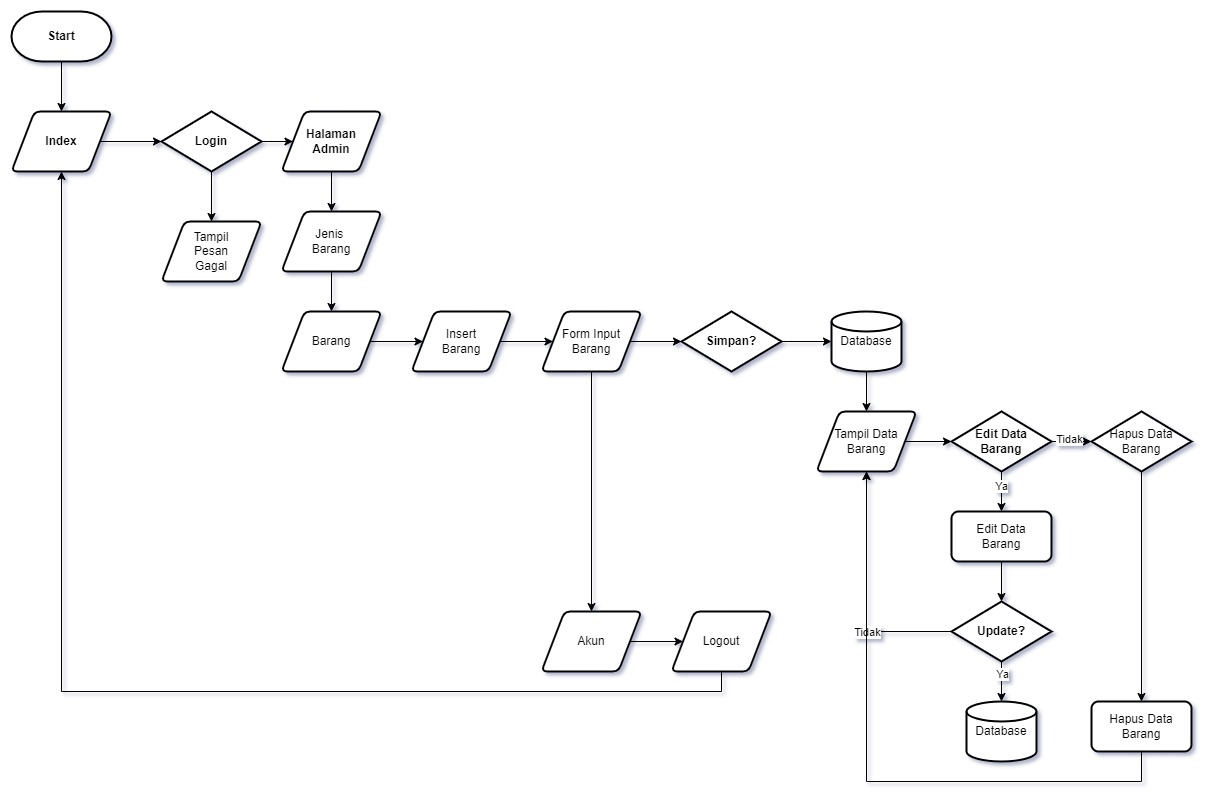 Start
Index
Login
Halaman
Admin
Tampil
Pesan
Gagal
Jenis
Barang
Barang
Insert
Barang
Form Input
Barang
Simpan?
Database
Tampil Data
Barang
Edit Data
Barang
Tidak
Hapus Data
Barang
Ya
Edit Data
Barang
Update?
Tidak
Ya
Database
Hapus Data
Barang
Akun
Logout